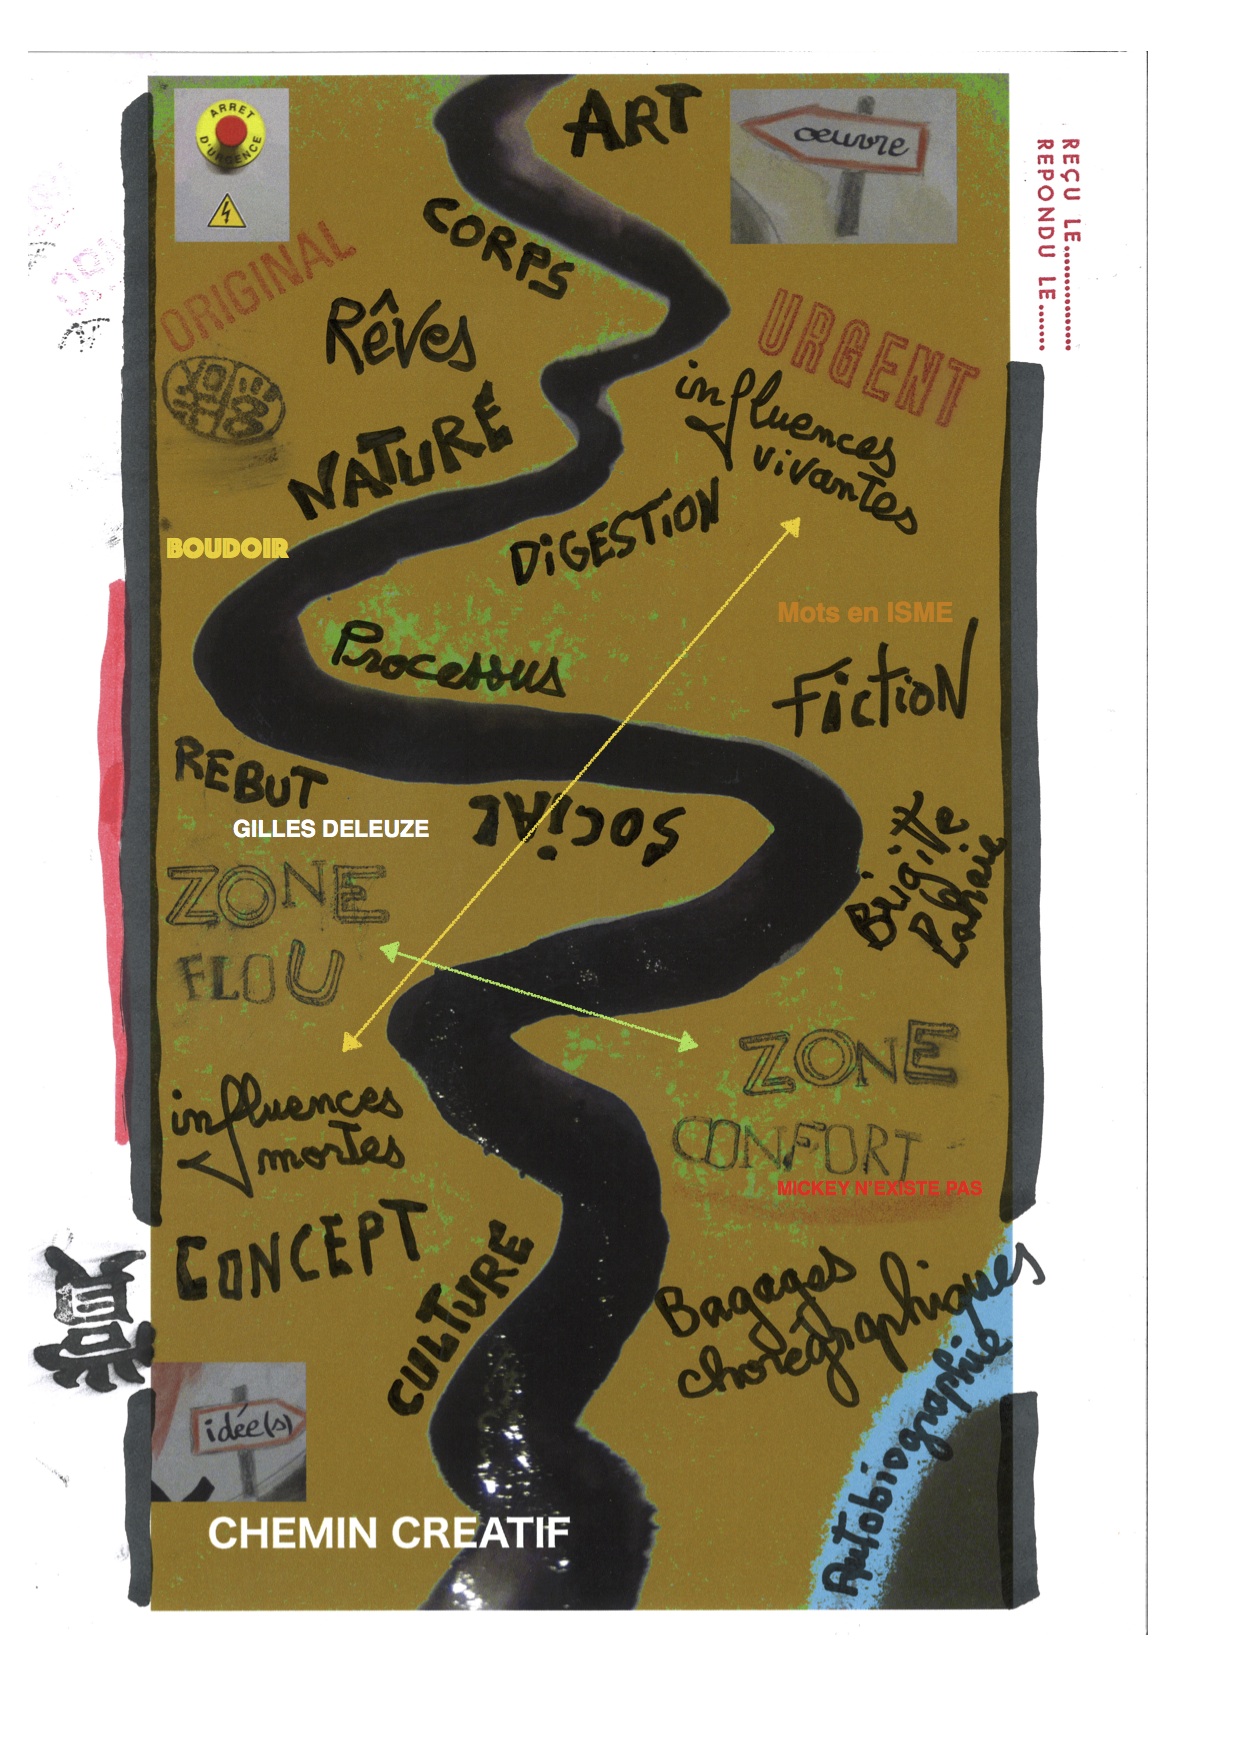 ARRET
D'URGENCE
ART
œuvre
REÇU LE
REPONDU LE
CORPS
ORIGINAL
Rêves
URGENT
influences
vivantes
NATURE
DiGESTiON
BOUDOIR
Mots en ISME
Processus
FictioN
REBUT
SOCiAL
GILLES DELEUZE
Brigitte
Lahaie
ZONE
FLOU
ZONE
CONFORT
MICKEY N'EXISTE PAS
influences
mortes
CONCEPT
CULTURE
Bagages
chorégraphiques
Autobiographie
idée(s)
CHEMIN CREATIF